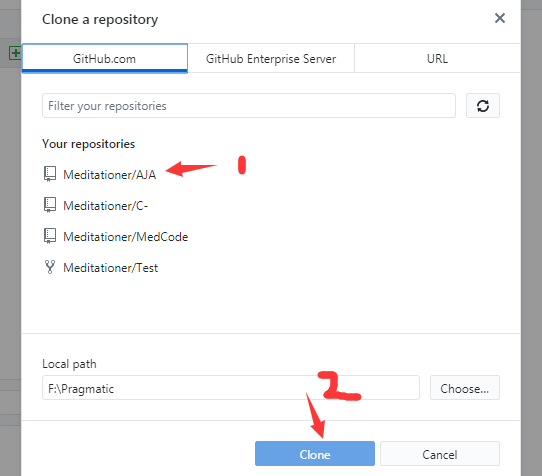 Clone a repository
GitHub.com GitHub Enterprise Server URL
Filter your repositories
Your repositories
Meditationer/AJA 1
Meditationer/C-
Meditationer/MedCode
Meditationer/Test
Local path
F:\Pragmatic Choose...
2
Clone Cancel